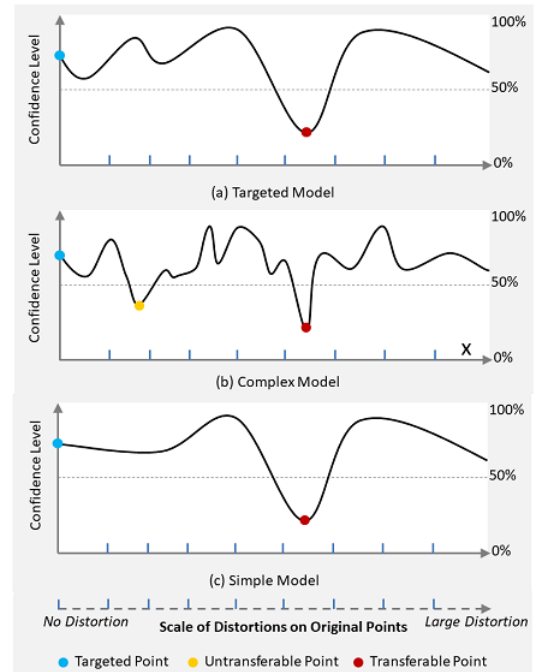 100%
Confidence Level
50%
0%
(a) Targeted Model
100%
Confidence Level
50%
X
0%
(b) Complex Model
100%
Confidence Level
50%
0%
(c) Simple Model
No Distortion Scale of Distortions on Original Points Large Distortion
Targeted Point Untransferable Point Transferable Point